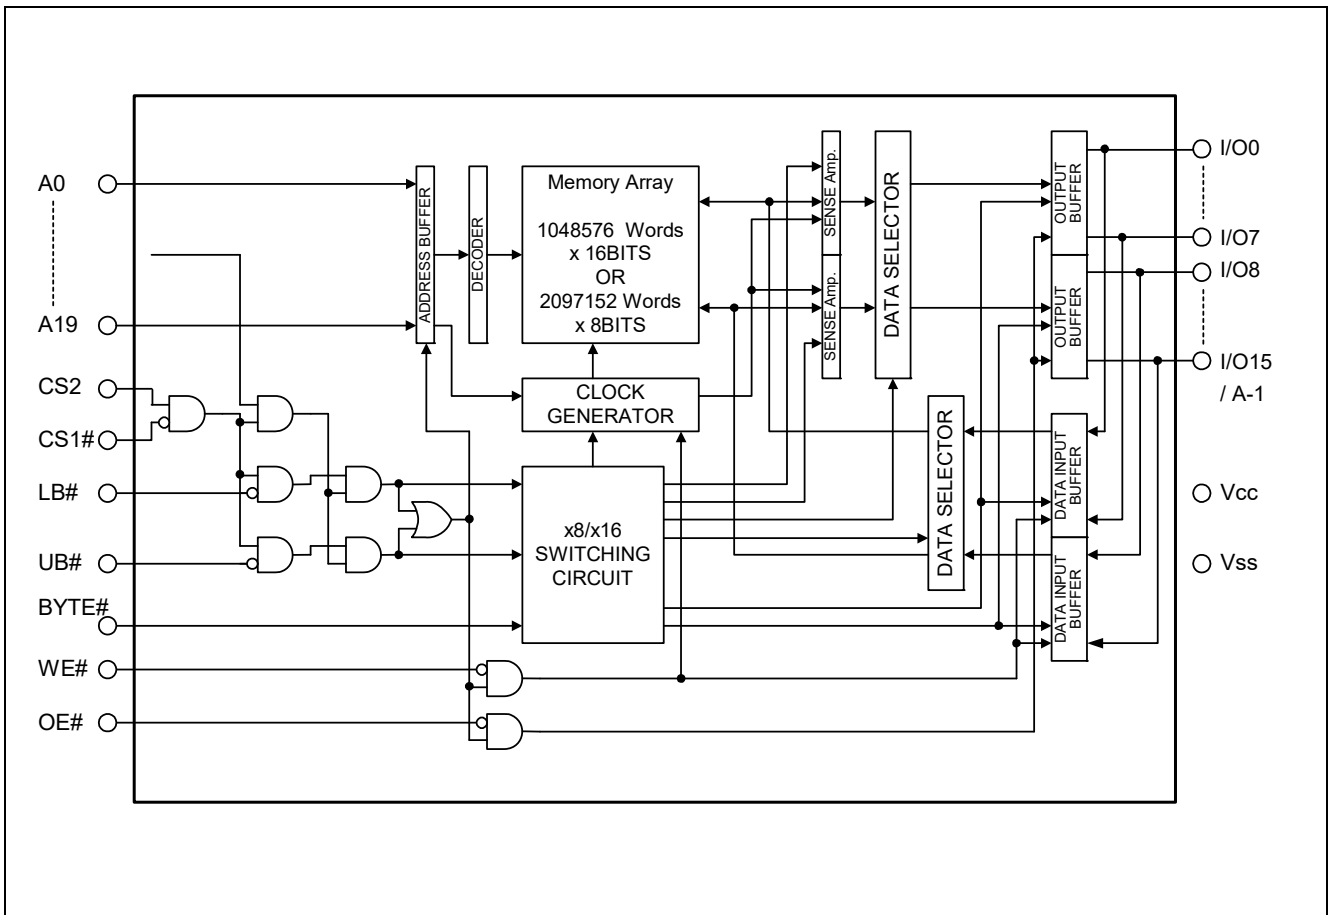 A0
A19
CS2
CS1#
LB#
UB#
BYTE#
WE#
OE#
ADDRESS BUFFER
DECODER
Memory Array
1048576 Words
x 16BITS
OR
2097152 Words
x 8BITS
CLOCK
GENERATOR
x8/x16
SWITCHING
CIRCUIT
SENSE Amp.
SENSE Amp.
DATA SELECTOR
DATA SELECTOR
OUTPUT
BUFFER
OUTPUT
BUFFER
DATA INPUT
BUFFER
DATA INPUT
BUFFER
I/O0
I/O7
I/O8
I/O15
/ A-1
Vcc
Vss